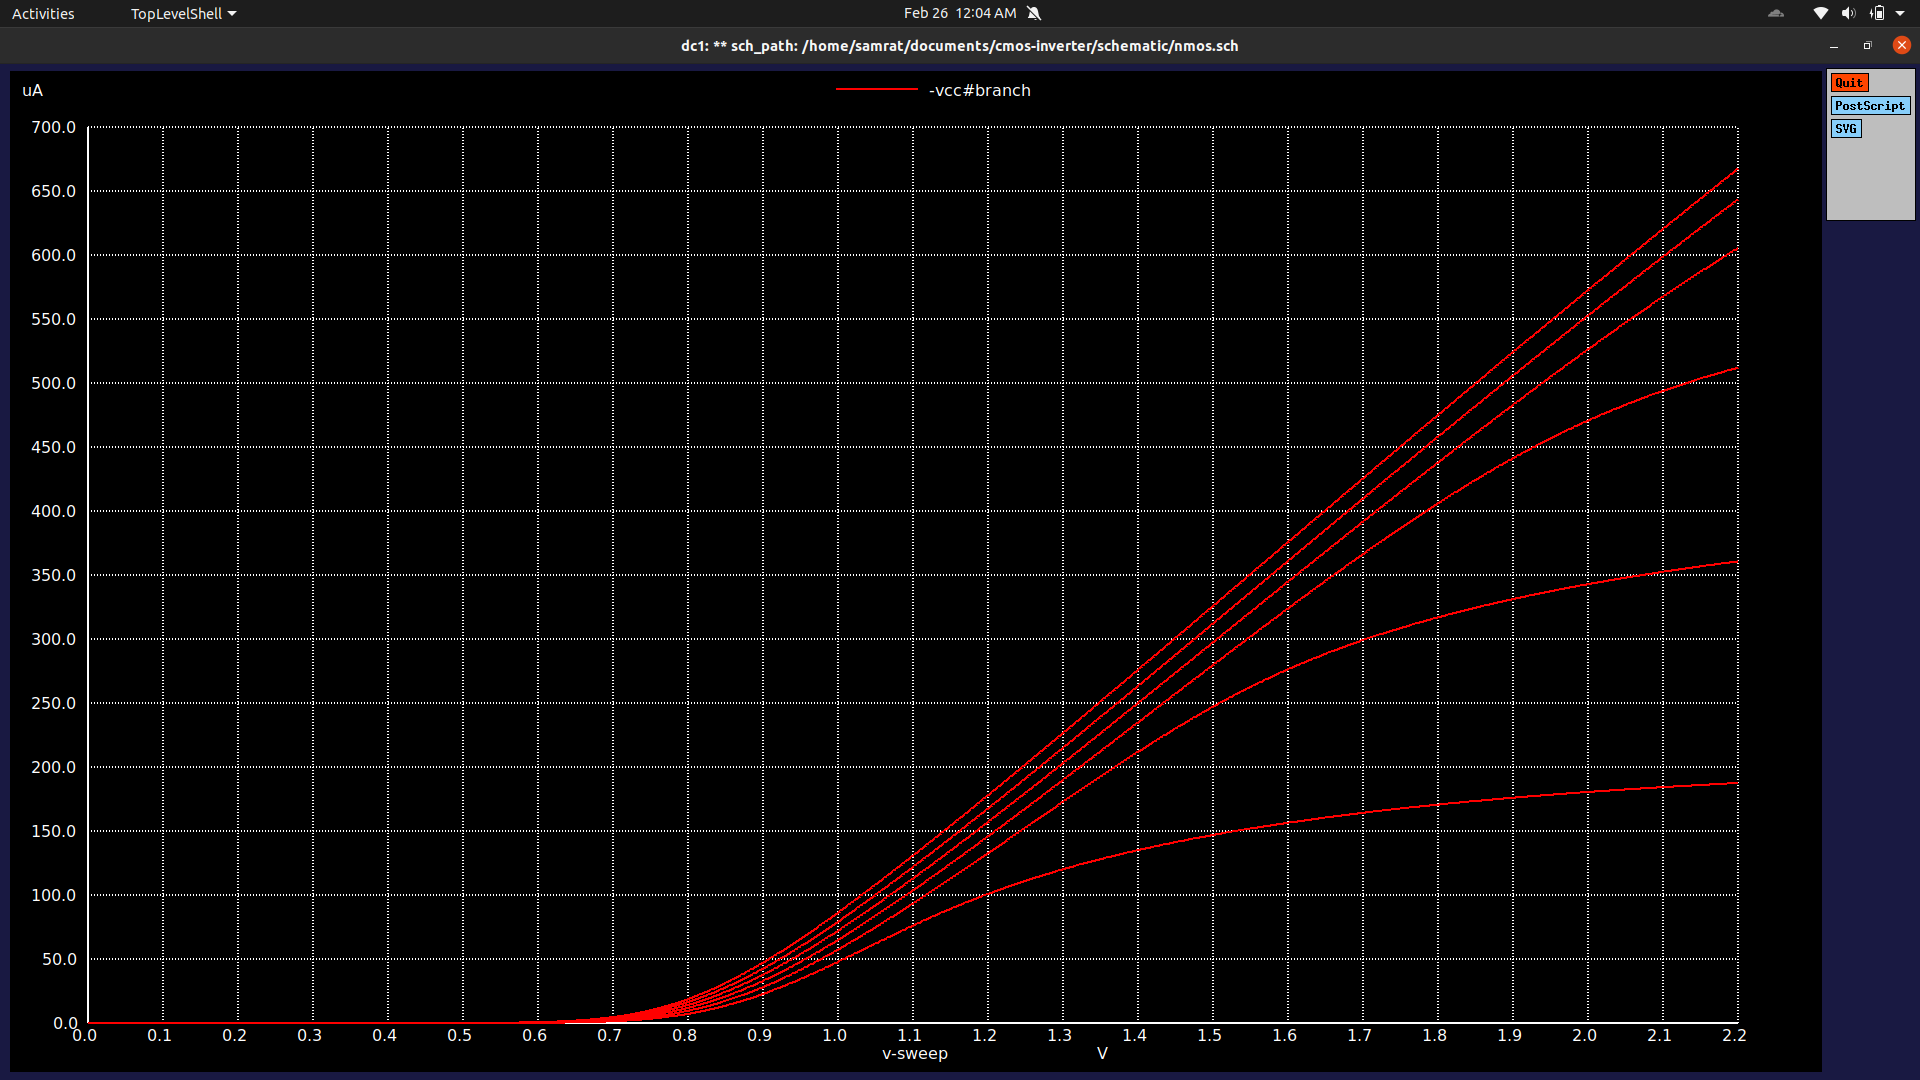 Activities
TopLevelShell
Feb 26 12:04 AM
dc1: ** sch_path: /home/samrat/documents/cmos-inverter/schematic/nmos.sch
Quit
PostScript
SVG
uA
-vcc#branch
700.0
650.0
600.0
550.0
500.0
450.0
400.0
350.0
300.0
250.0
200.0
150.0
100.0
50.0
0.0
0.0 0.1 0.2 0.3 0.4 0.5 0.6 0.7 0.8 0.9 1.0 1.1 1.2 1.3 1.4 1.5 1.6 1.7 1.8 1.9 2.0 2.1 2.2
v-sweep V